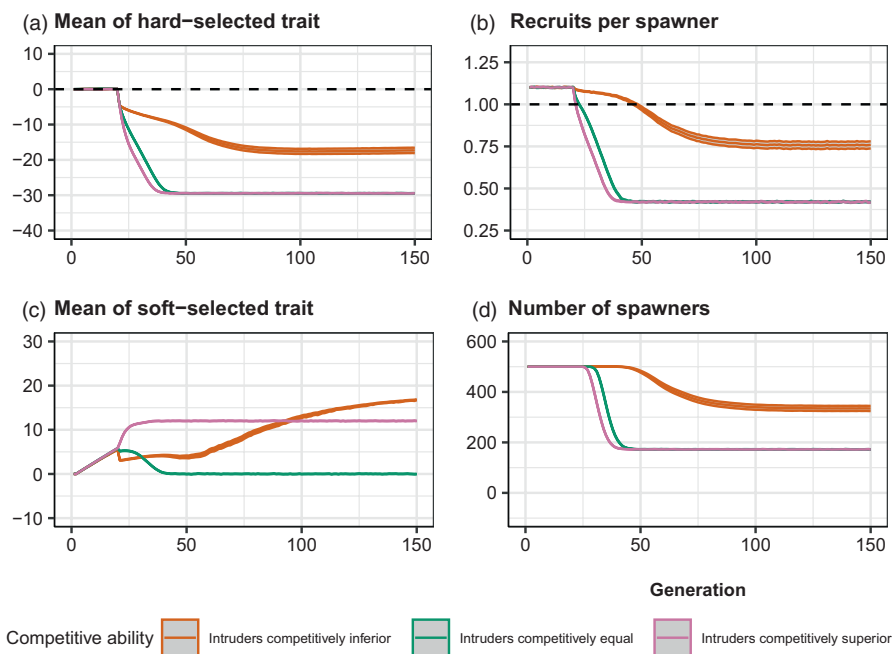 (a) Mean of hard−selected trait
10
0
−10
−20
−30
−40
0 50 100 150
(b) Recruits per spawner
1.25
1.00
0.75
0.50
0.25
0 50 100 150
(c) Mean of soft−selected trait
30
20
10
0
−10
0 50 100 150
(d) Number of spawners
600
400
200
0
0 50 100 150
Generation
Competitive ability Intruders competitively inferior Intruders competitively equal Intruders competitively superior